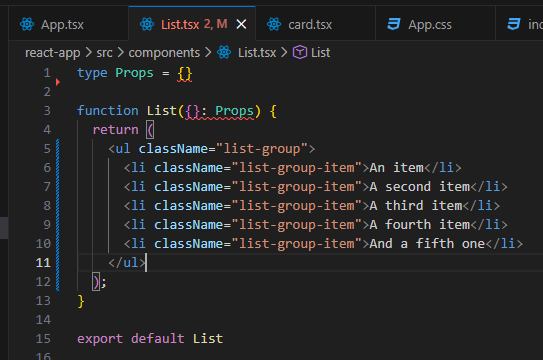 App.tsx List.tsx 2, M card.tsx App.css
react-app > src > components > List.tsx > List
1 type Props = {}
2
3 function List({}: Props) {
4 return (
5 <ul className="list-group">
6 <li className="list-group-item">An item</li>
7 <li className="list-group-item">A second item</li>
8 <li className="list-group-item">A third item</li>
9 <li className="list-group-item">A fourth item</li>
10 <li className="list-group-item">And a fifth one</li>
11 </ul>
12 );
13 }
14
15 export default List
16